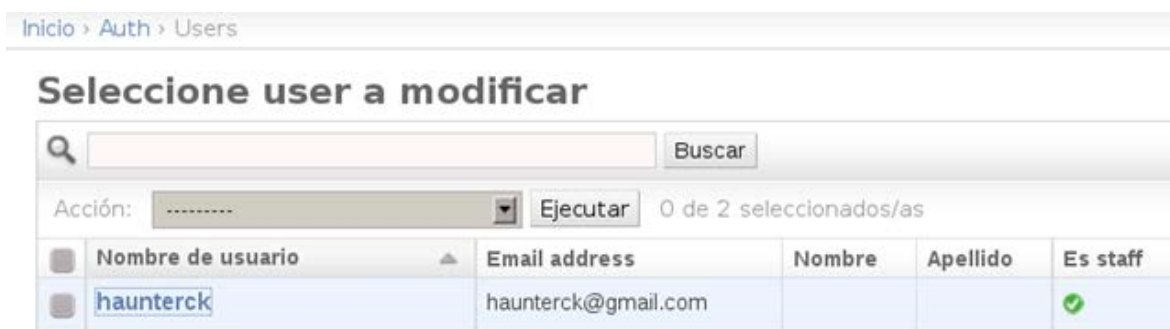 Inicio › Auth › Users
Seleccione user a modificar
Buscar
Acción: --------- Ejecutar 0 de 2 seleccionados/as
Nombre de usuario Email address Nombre Apellido Es staff
haunterck haunterck@gmail.com